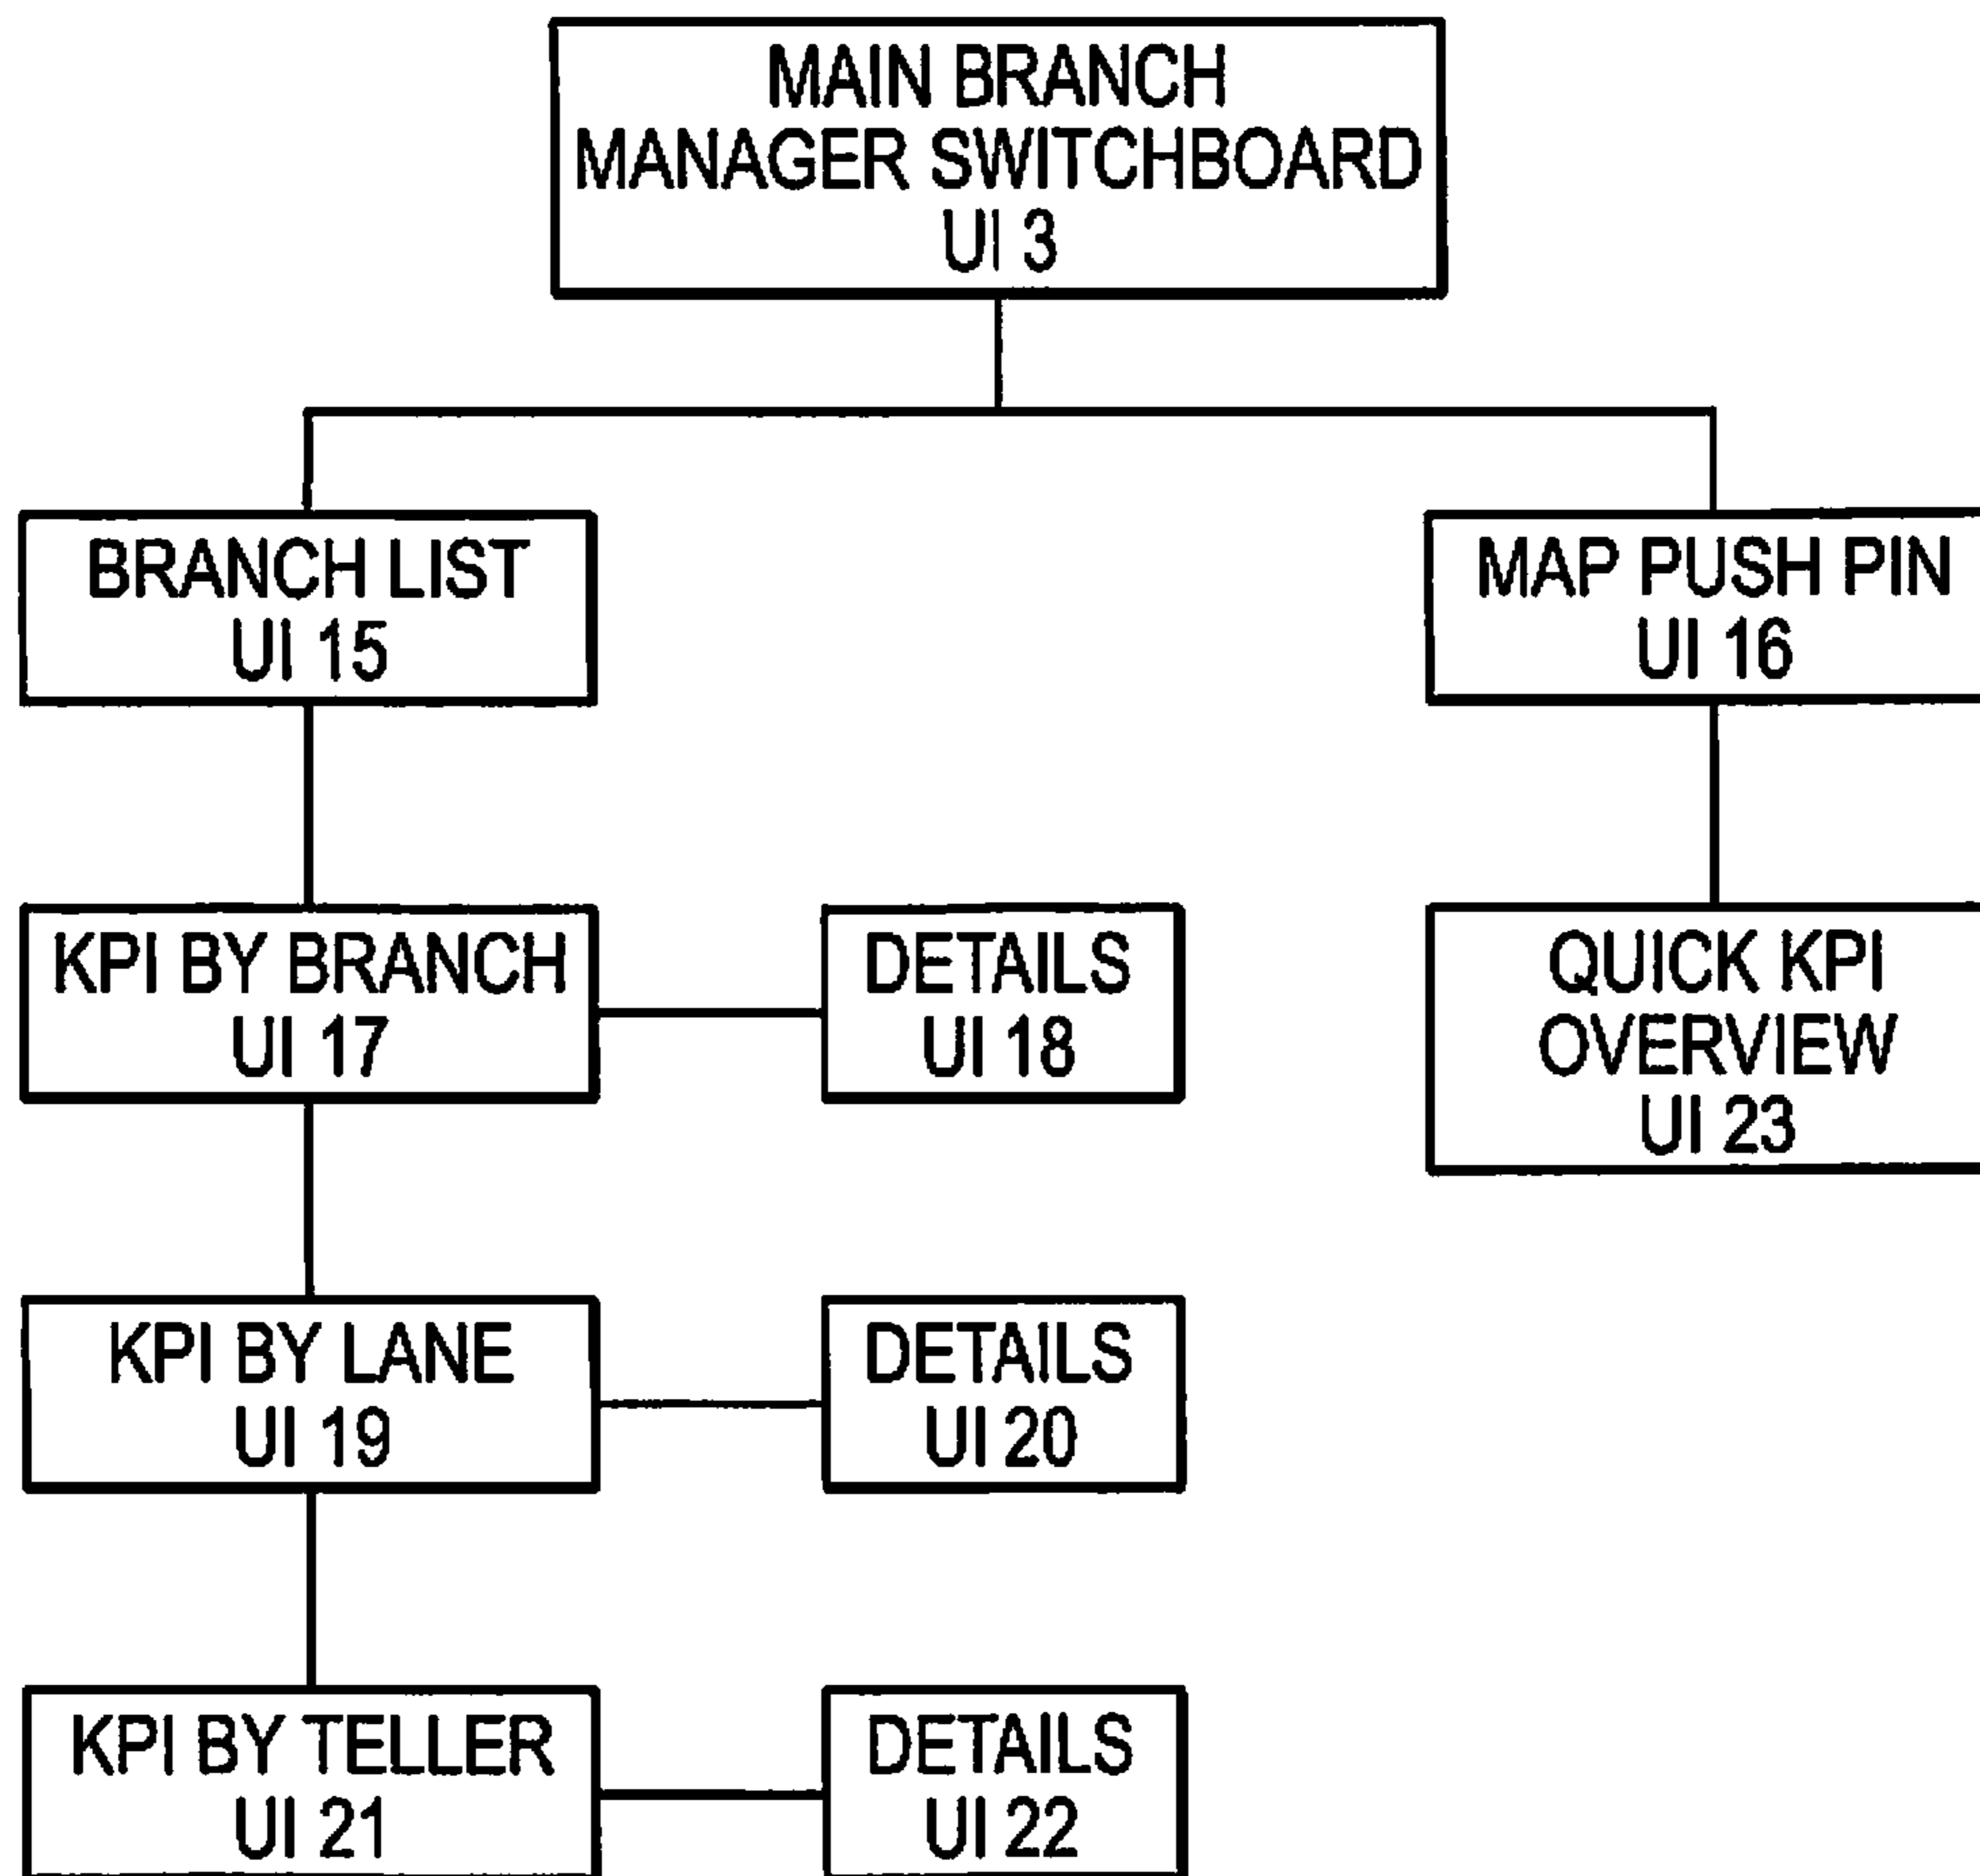 MAIN BRANCH
MANAGER SWITCHBOARD
UI 3
BRANCH LIST
UI 15
MAP PUSH PIN
UI 16
KPI BY BRANCH
UI 17
DETAILS
UI 18
QUICK KPI
OVERVIEW
UI 23
KPI BY LANE
UI 19
DETAILS
UI 20
KPI BY TELLER
UI 21
DETAILS
UI 22